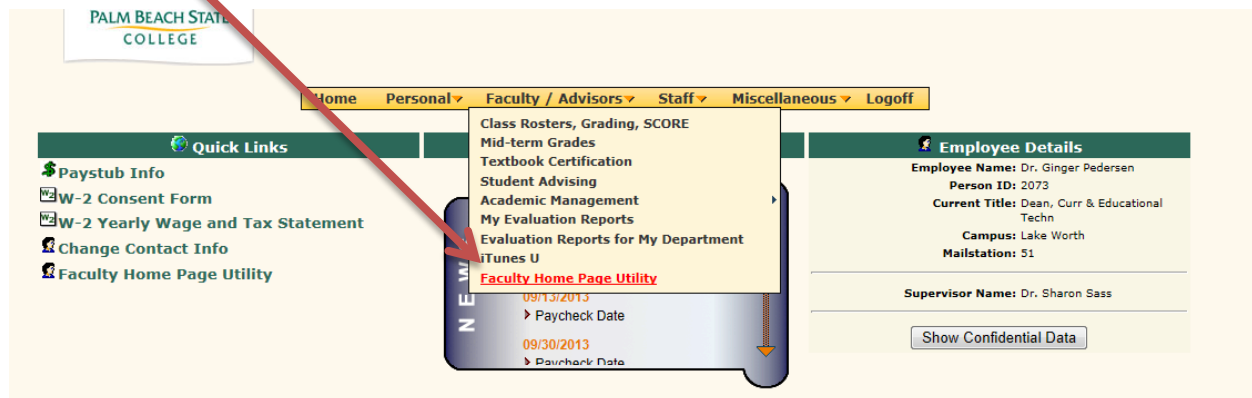 PALM BEACH STATE
COLLEGE
Home Personal Faculty / Advisors Staff Miscellaneous Logoff
Quick Links
Paystub Info
W-2 Consent Form
W-2 Yearly Wage and Tax Statement
Change Contact Info
Faculty Home Page Utility
Class Rosters, Grading, SCORE
Mid-term Grades
Textbook Certification
Student Advising
Academic Management
My Evaluation Reports
Evaluation Reports for My Department
iTunes U
Faculty Home Page Utility
NEW
09/13/2013
Paycheck Date
09/30/2013
Paycheck Date
Employee Details
Employee Name: Dr. Ginger Pedersen
Person ID: 2073
Current Title: Dean, Curr & Educational
Techn
Campus: Lake Worth
Mailstation: 51
Supervisor Name: Dr. Sharon Sass
Show Confidential Data